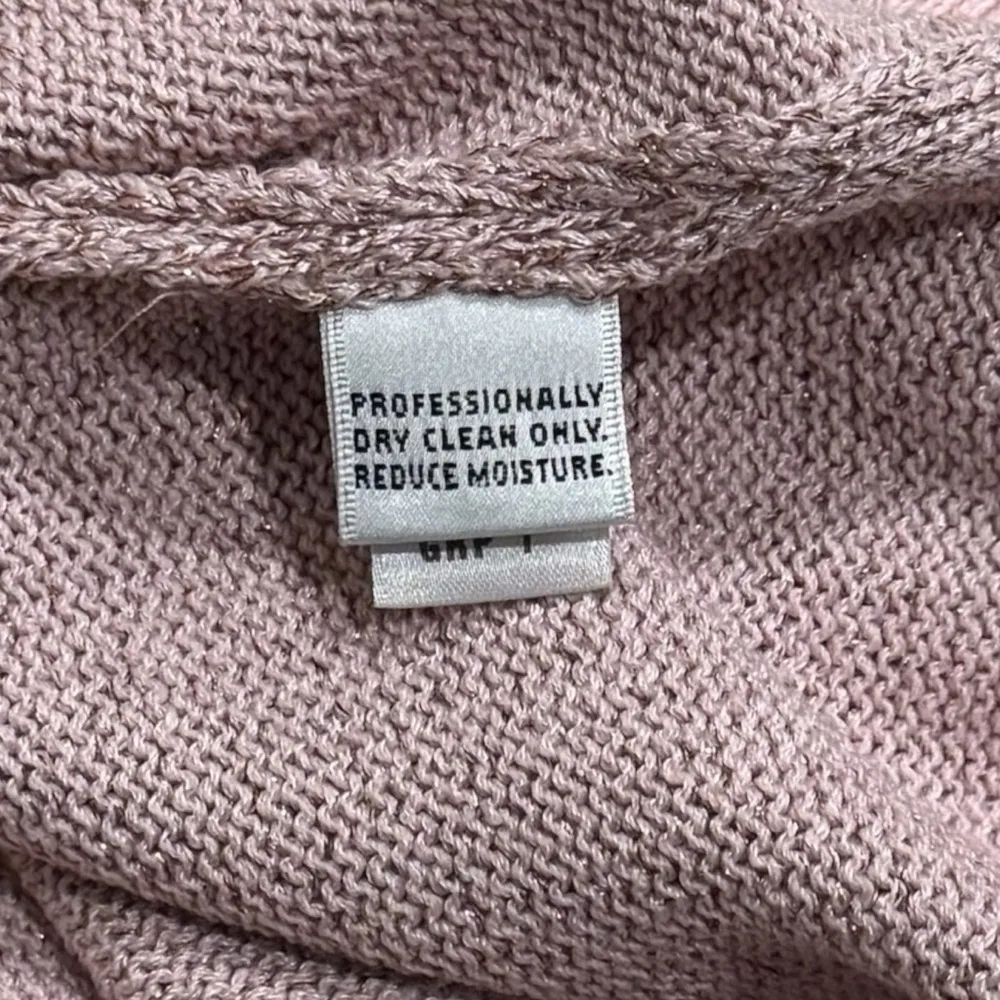 PROFESSIONALLY
DRY CLEAN ONLY.
REDUCE MOISTURE.